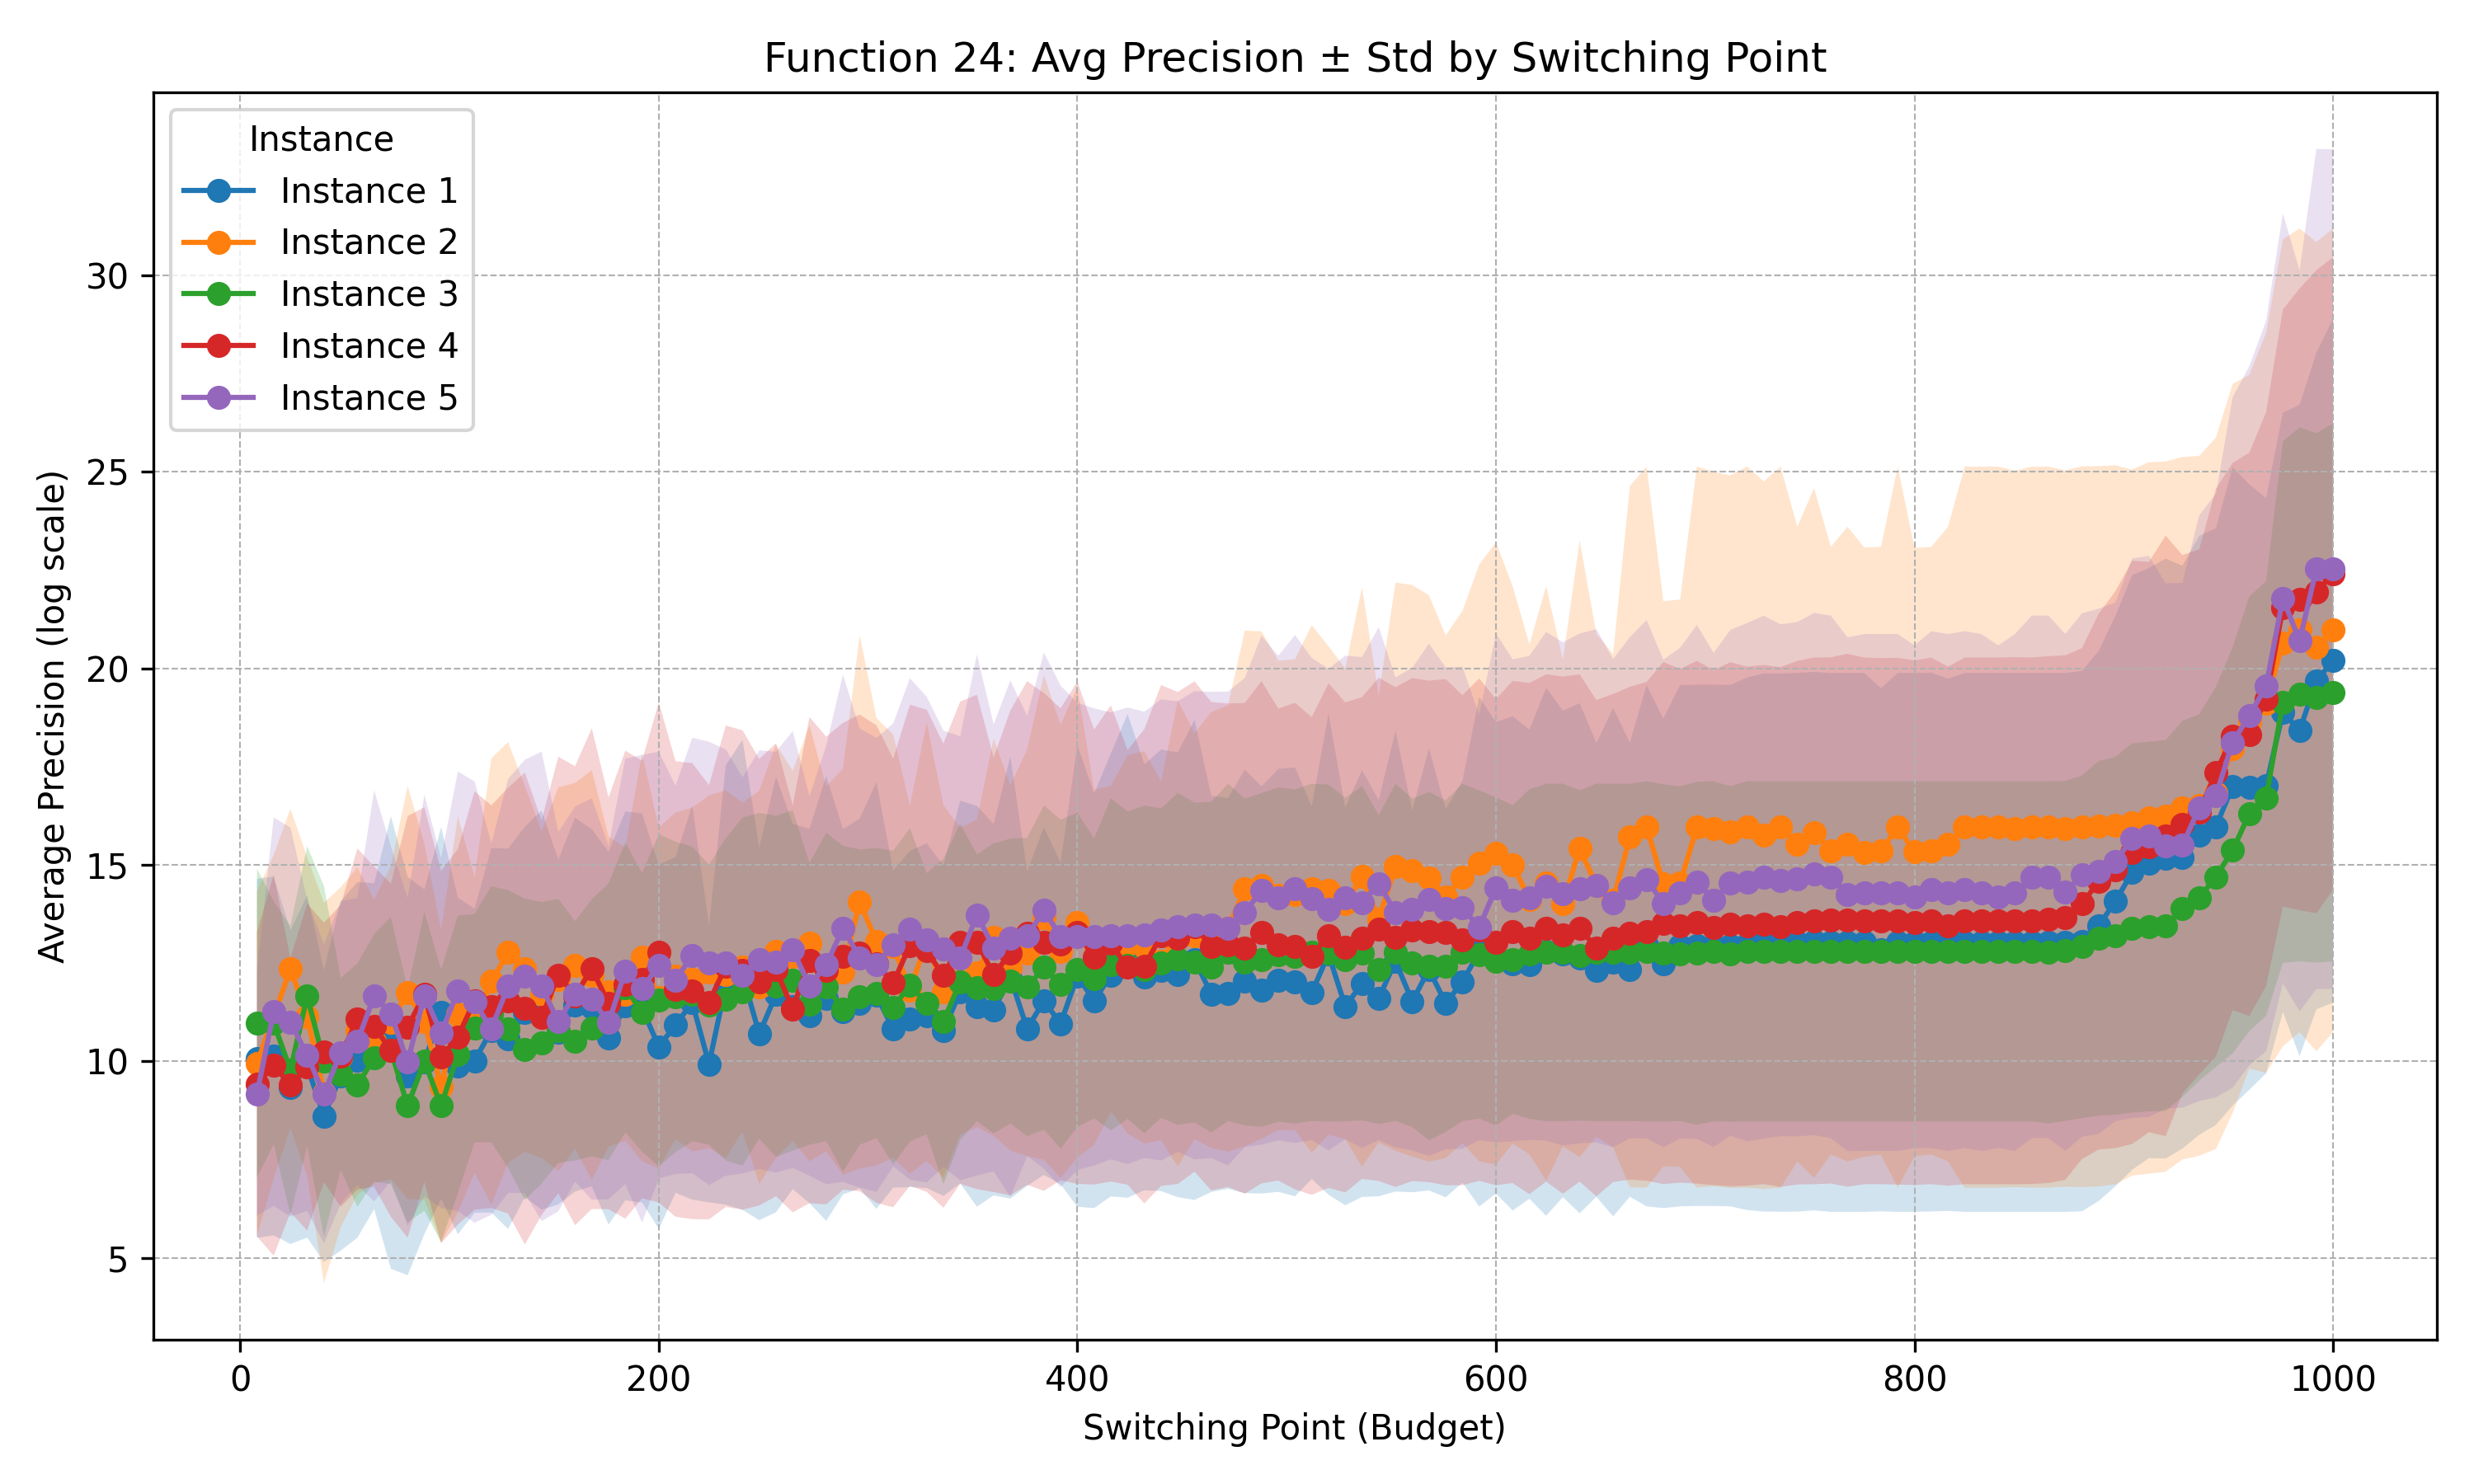 Function 24: Avg Precision ± Std by Switching Point
Instance
Instance 1
Instance 2
Instance 3
Instance 4
Instance 5
Average Precision (log scale)
30
25
20
15
10
5
0 200 400 600 800 1000
Switching Point (Budget)